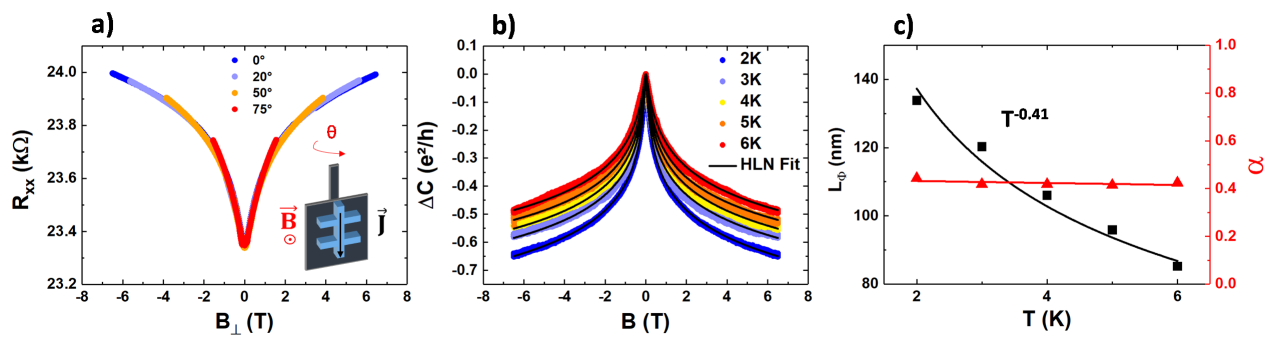 a)
R_xx (kΩ)
24.0
23.8
23.6
23.4
23.2
-8 -6 -4 -2 0 2 4 6 8
B_⊥ (T)
0°
20°
50°
75°
θ
B
J
b)
ΔC (e²/h)
0.1
0.0
-0.1
-0.2
-0.3
-0.4
-0.5
-0.6
-0.7
-8 -6 -4 -2 0 2 4 6 8
B (T)
2K
3K
4K
5K
6K
HLN Fit
c)
L_Φ (nm)
140
120
100
80
2 4 6
T (K)
T^-0.41
1.0
0.8
0.6
0.4
0.2
0.0
α